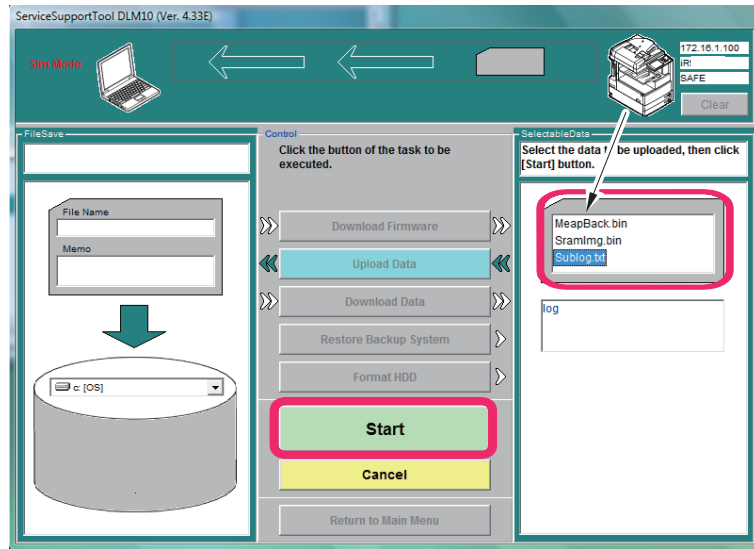 ServiceSupportTool DLM10 (Ver. 4.33E)
Sim Mode
172.16.1.100
iR
SAFE
Clear
FileSave
Control
Click the button of the task to be
executed.
SelectableData
Select the data to be uploaded, then click
[Start] button.
File Name
Memo
c: [OS]
Download Firmware
Upload Data
Download Data
Restore Backup System
Format HDD
Start
Cancel
Return to Main Menu
MeapBack.bin
SramImg.bin
Sublog.txt
log